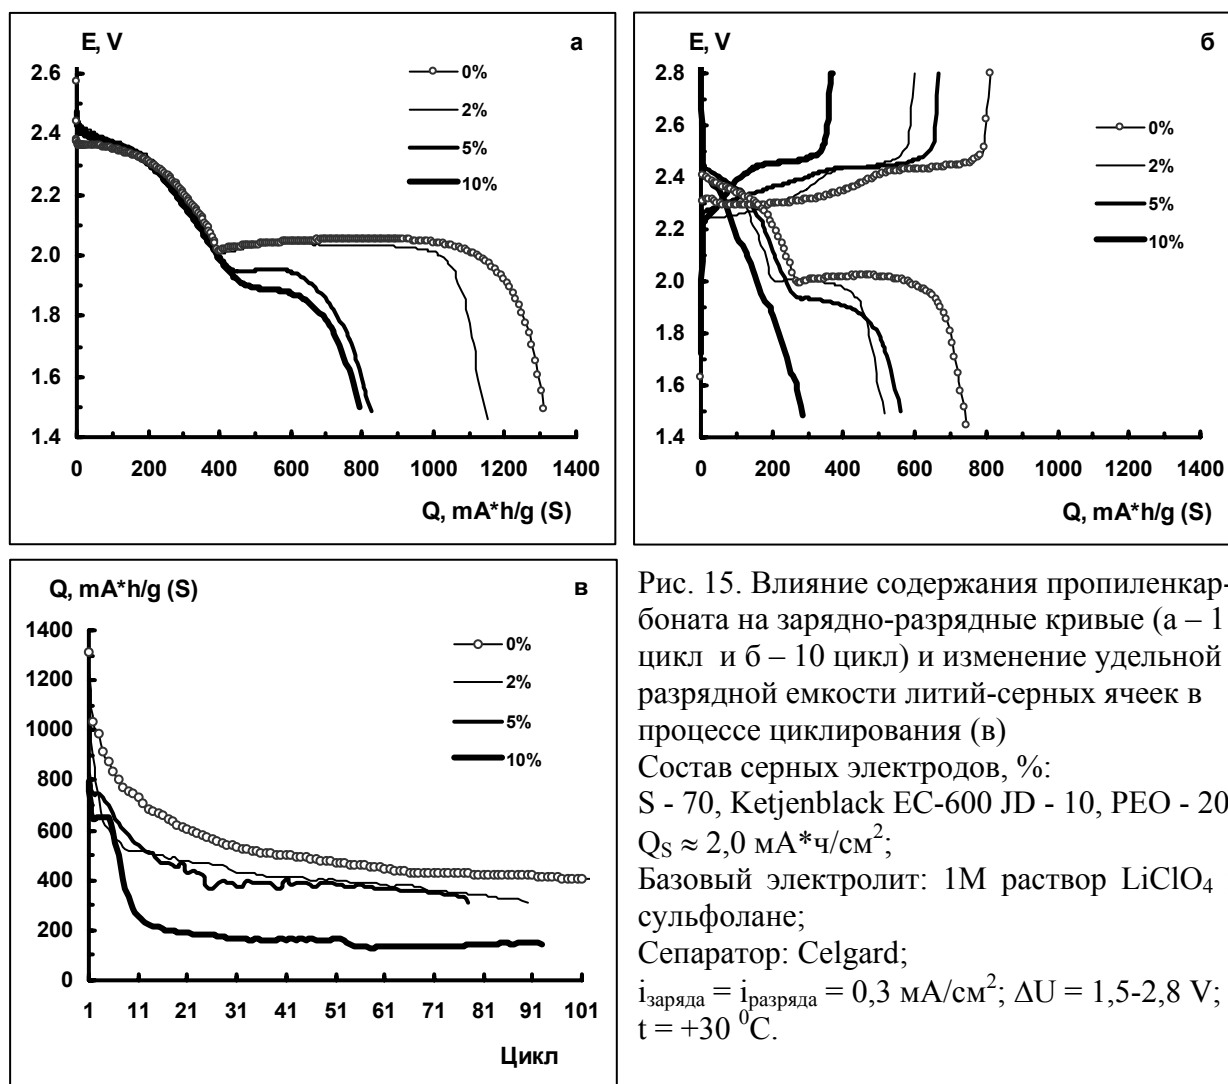 E, V
а
2.6
2.4
2.2
2.0
1.8
1.6
1.4
0%
2%
5%
10%
0
200
400
600
800
1000
1200
1400
Q, mA*h/g (S)
E, V
б
2.8
2.6
2.4
2.2
2.0
1.8
1.6
1.4
0%
2%
5%
10%
0
200
400
600
800
1000
1200
1400
Q, mA*h/g (S)
Q, mA*h/g (S)
в
1400
1200
1000
800
600
400
200
0
0%
2%
5%
10%
1
11
21
31
41
51
61
71
81
91
101
Цикл
Рис. 15. Влияние содержания пропиленкар-
боната на зарядно-разрядные кривые (а – 1
цикл и б – 10 цикл) и изменение удельной
разрядной емкости литий-серных ячеек в
процессе циклирования (в)
Состав серных электродов, %:
S - 70, Ketjenblack EC-600 JD - 10, PEO - 20
Q_S ≈ 2,0 мА*ч/см²;
Базовый электролит: 1М раствор LiClO₄
сульфолане;
Сепаратор: Celgard;
i_заряда = i_разряда = 0,3 мА/см²; ΔU = 1,5-2,8 V;
t = +30 ⁰C.